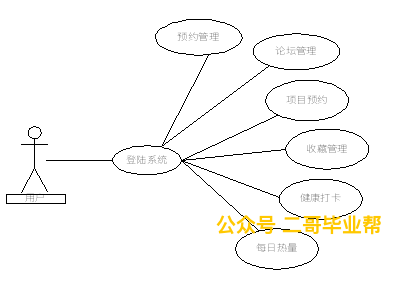 预约管理
论坛管理
项目预约
登陆系统
收藏管理
用户
健康打卡
公众号 二哥毕业帮
每日热量